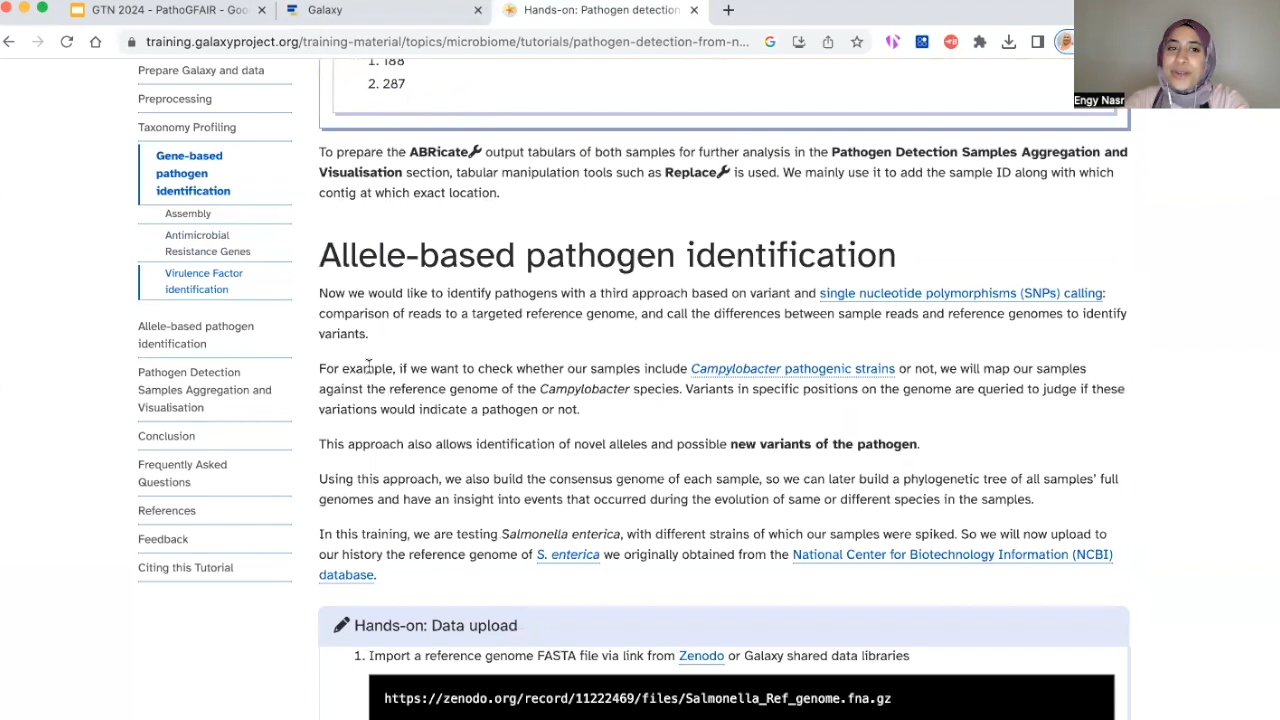 GTN 2024 - PathoGFAIR - Goo
Galaxy
Hands-on: Pathogen detection
training.galaxyproject.org/training-material/topics/microbiome/tutorials/pathogen-detection-from-n...
Engy Nasr
Prepare Galaxy and data
Preprocessing
Taxonomy Profiling
Gene-based
pathogen
identification
Assembly
Antimicrobial
Resistance Genes
Virulence Factor
identification
Allele-based pathogen
identification
Pathogen Detection
Samples Aggregation and
Visualisation
Conclusion
Frequently Asked
Questions
References
Feedback
Citing this Tutorial
1. 188
2. 287
To prepare the ABRicate output tabulars of both samples for further analysis in the Pathogen Detection Samples Aggregation and
Visualisation section, tabular manipulation tools such as Replace is used. We mainly use it to add the sample ID along with which
contig at which exact location.
Allele-based pathogen identification
Now we would like to identify pathogens with a third approach based on variant and single nucleotide polymorphisms (SNPs) calling:
comparison of reads to a targeted reference genome, and call the differences between sample reads and reference genomes to identify
variants.
For example, if we want to check whether our samples include Campylobacter pathogenic strains or not, we will map our samples
against the reference genome of the Campylobacter species. Variants in specific positions on the genome are queried to judge if these
variations would indicate a pathogen or not.
This approach also allows identification of novel alleles and possible new variants of the pathogen.
Using this approach, we also build the consensus genome of each sample, so we can later build a phylogenetic tree of all samples' full
genomes and have an insight into events that occurred during the evolution of same or different species in the samples.
In this training, we are testing Salmonella enterica, with different strains of which our samples were spiked. So we will now upload to
our history the reference genome of S. enterica we originally obtained from the National Center for Biotechnology Information (NCBI)
database.
Hands-on: Data upload
1. Import a reference genome FASTA file via link from Zenodo or Galaxy shared data libraries
https://zenodo.org/record/11222469/files/Salmonella_Ref_genome.fna.gz